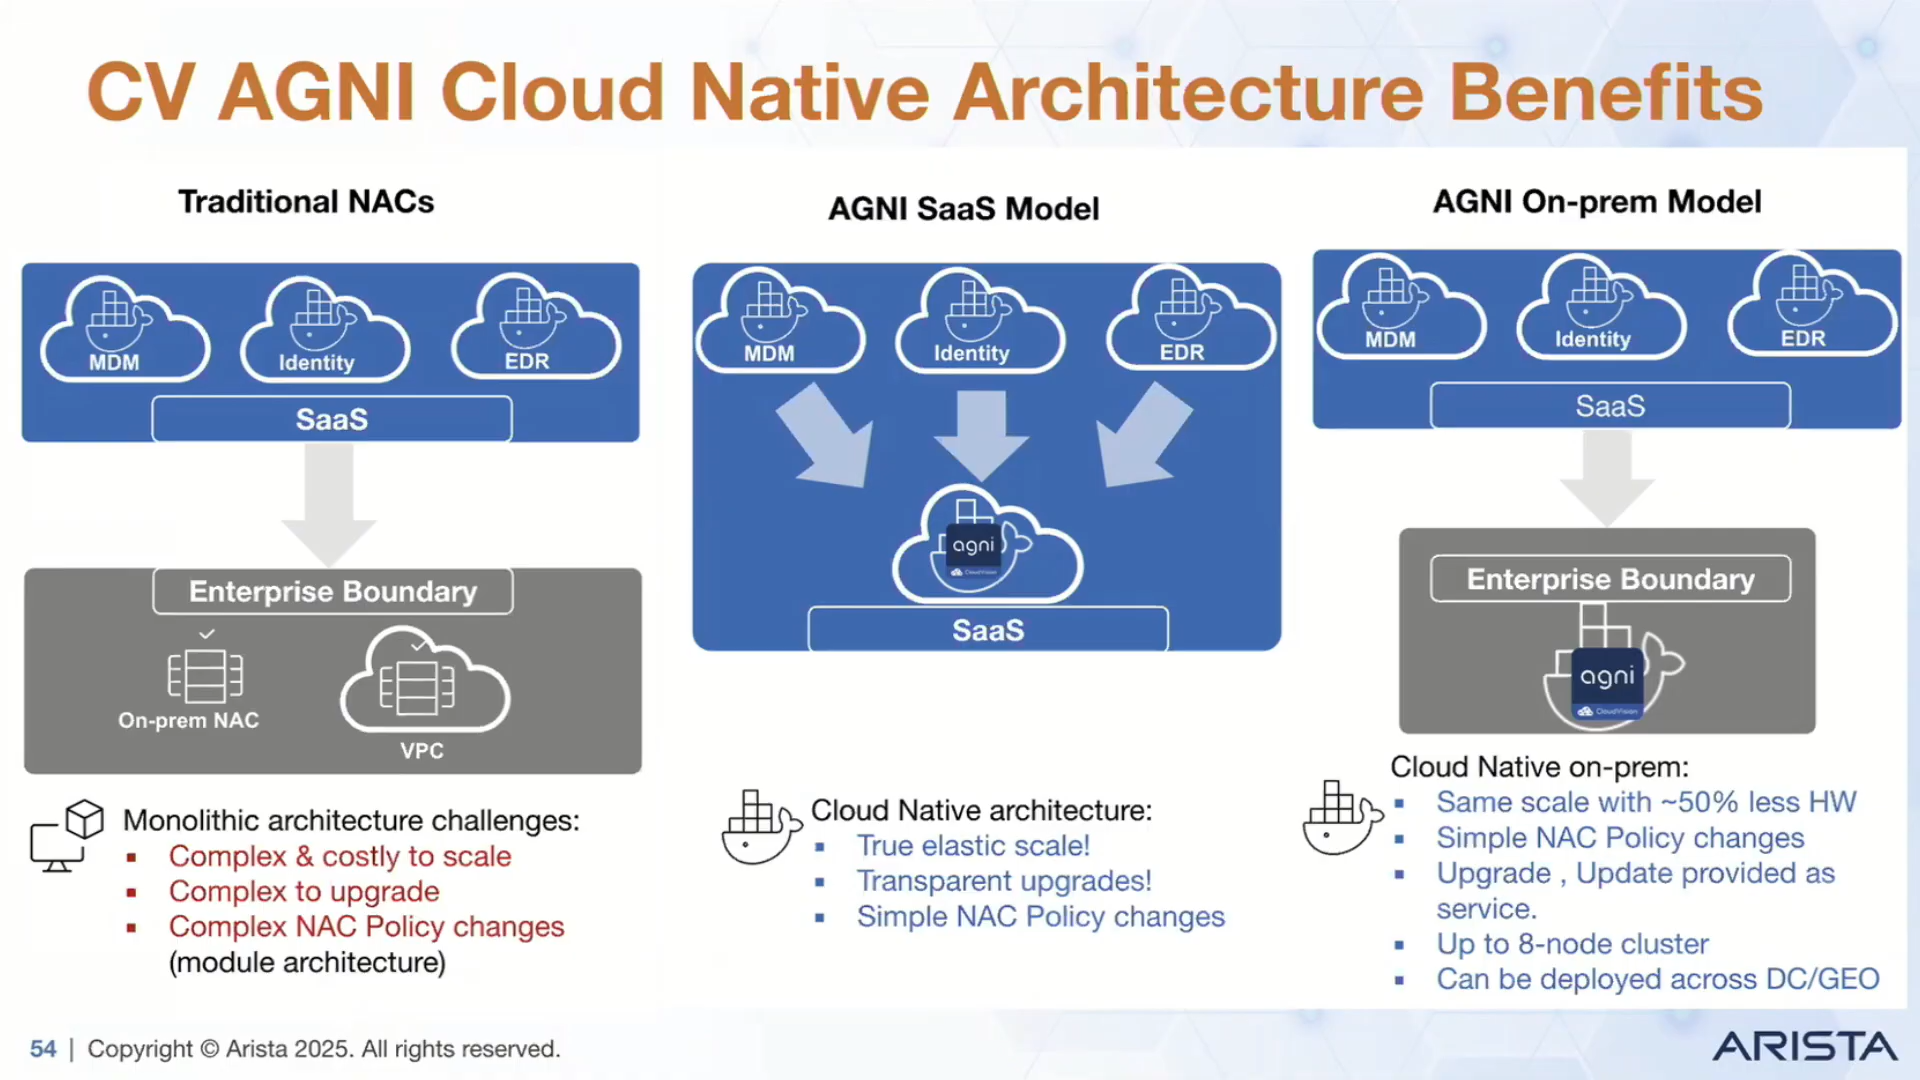 CV AGNI Cloud Native Architecture Benefits
Traditional NACs
MDM
Identity
EDR
SaaS
Enterprise Boundary
On-prem NAC
VPC
Monolithic architecture challenges:
▪ Complex & costly to scale
▪ Complex to upgrade
▪ Complex NAC Policy changes
(module architecture)
AGNI SaaS Model
MDM
Identity
EDR
agni
CloudVision
SaaS
Cloud Native architecture:
▪ True elastic scale!
▪ Transparent upgrades!
▪ Simple NAC Policy changes
AGNI On-prem Model
MDM
Identity
EDR
SaaS
Enterprise Boundary
agni
CloudVision
Cloud Native on-prem:
▪ Same scale with ~50% less HW
▪ Simple NAC Policy changes
▪ Upgrade , Update provided as
service.
▪ Up to 8-node cluster
▪ Can be deployed across DC/GEO
54 | Copyright © Arista 2025. All rights reserved.
ARISTA